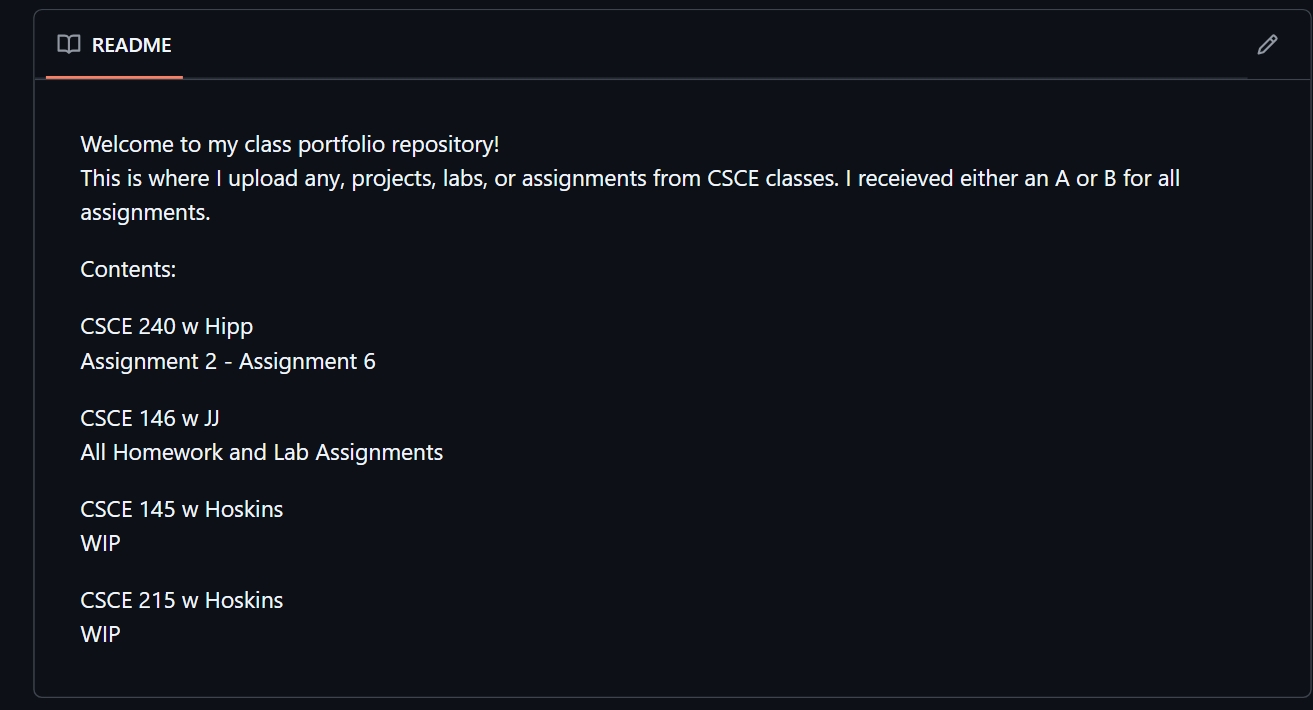 README
Welcome to my class portfolio repository!
This is where I upload any, projects, labs, or assignments from CSCE classes. I receieved either an A or B for all
assignments.
Contents:
CSCE 240 w Hipp
Assignment 2 - Assignment 6
CSCE 146 w JJ
All Homework and Lab Assignments
CSCE 145 w Hoskins
WIP
CSCE 215 w Hoskins
WIP